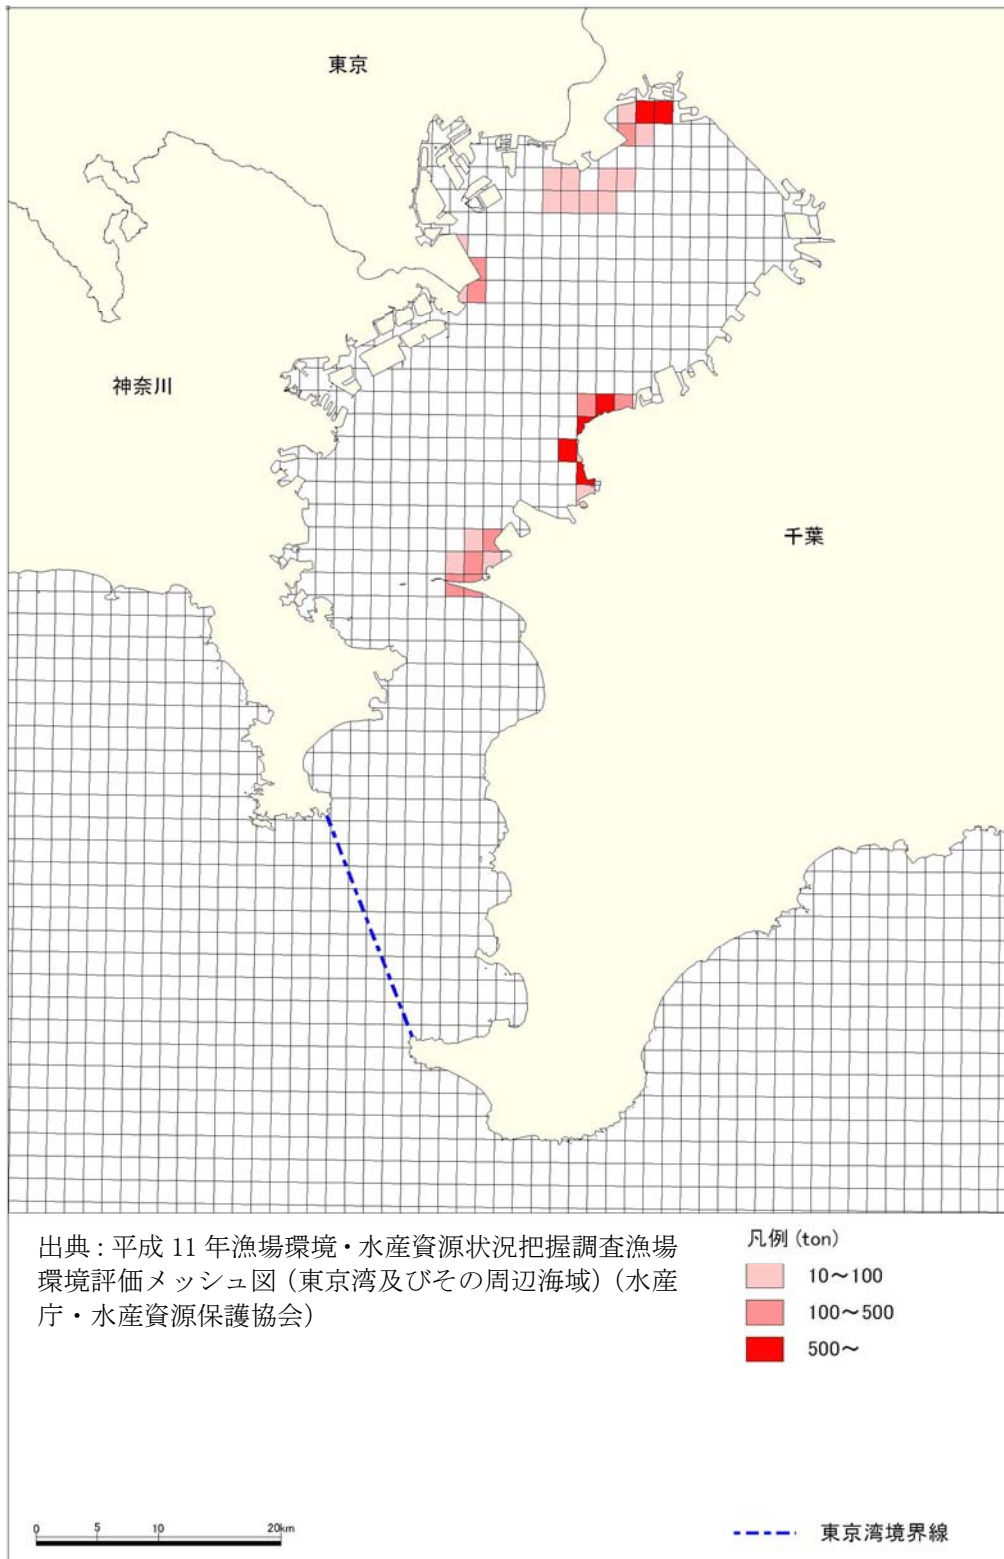 東京
神奈川
千葉
出典：平成 11 年漁場環境・水産資源状況把握調査漁場
環境評価メッシュ図（東京湾及びその周辺海域）（水産
庁・水産資源保護協会）
凡例 (ton)
10～100
100～500
500～
0 5 10 20km
東京湾境界線